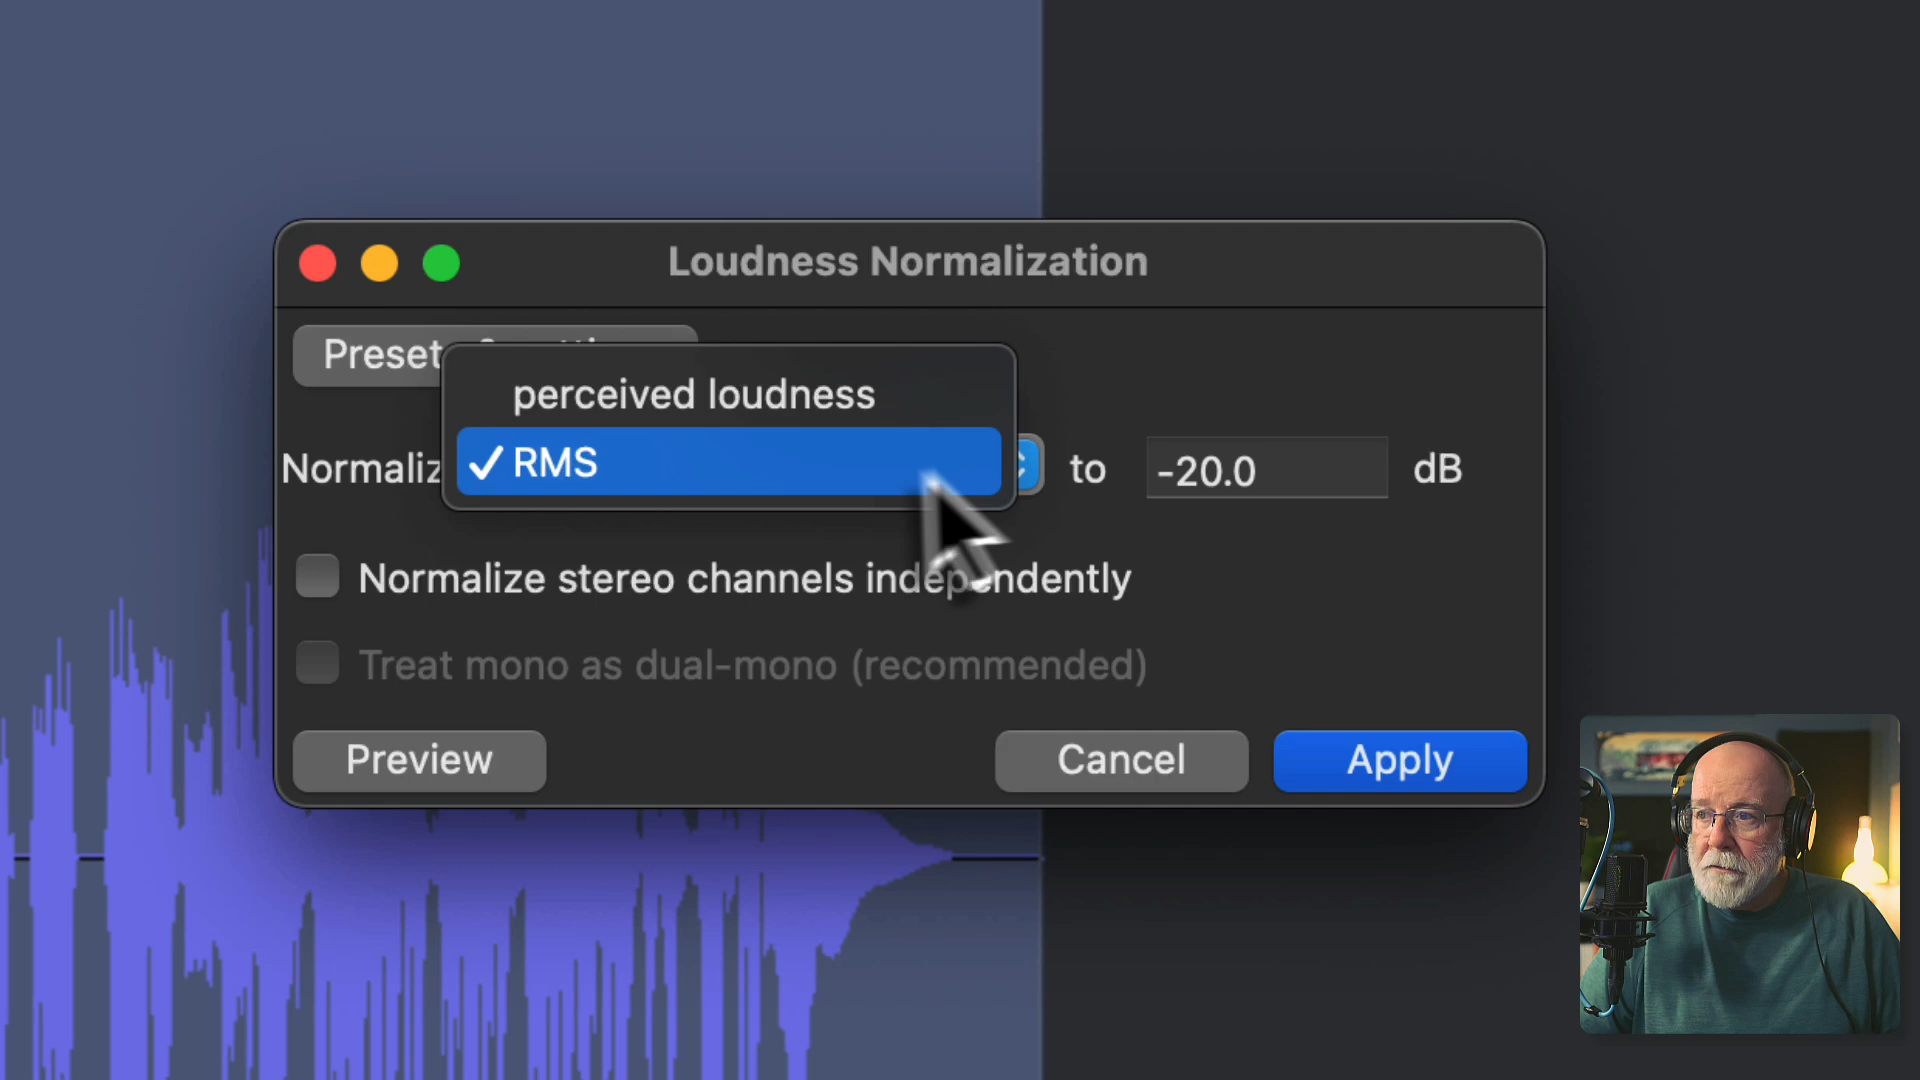 Loudness Normalization
Preset
perceived loudness
Normaliz ✓ RMS to -20.0 dB
Normalize stereo channels independently
Treat mono as dual-mono (recommended)
Preview Cancel Apply